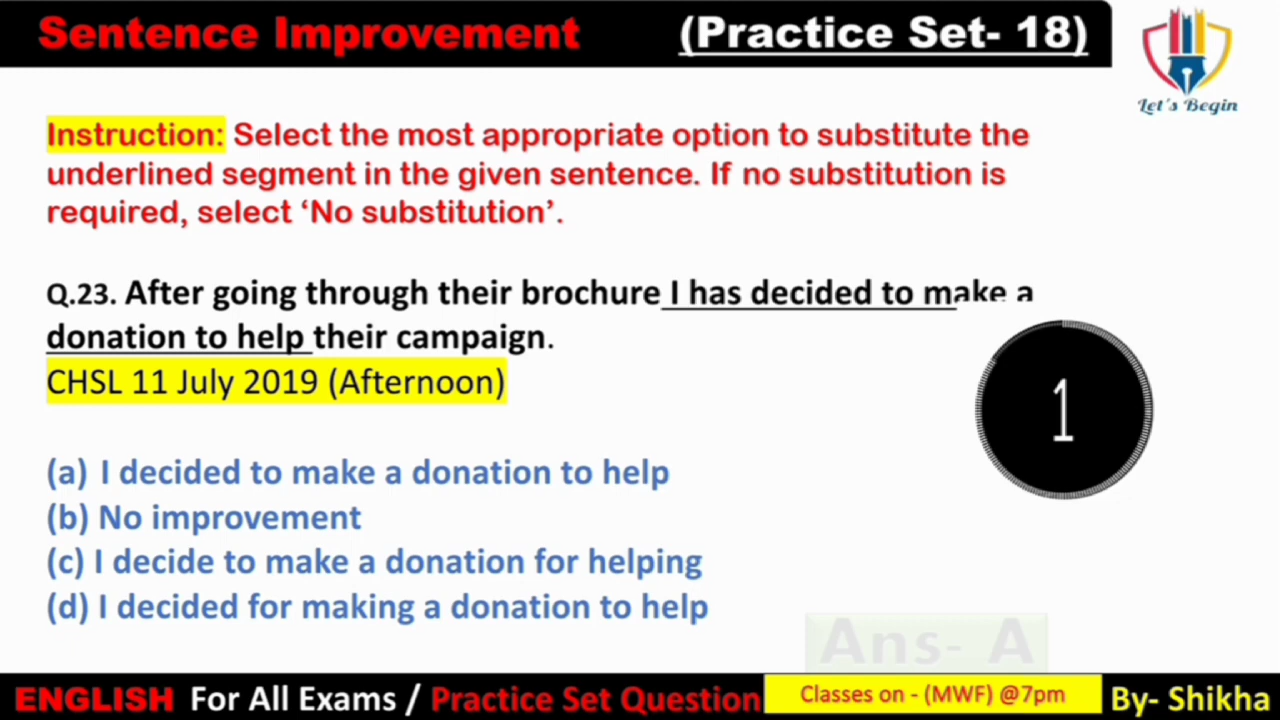 Sentence Improvement (Practice Set- 18)
Let's Begin
Instruction: Select the most appropriate option to substitute the
underlined segment in the given sentence. If no substitution is
required, select ‘No substitution’.
Q.23. After going through their brochure I has decided to make a
donation to help their campaign.
CHSL 11 July 2019 (Afternoon)
1
(a) I decided to make a donation to help
(b) No improvement
(c) I decide to make a donation for helping
(d) I decided for making a donation to help
Ans- A
ENGLISH For All Exams / Practice Set Question Classes on - (MWF) @7pm By- Shikha